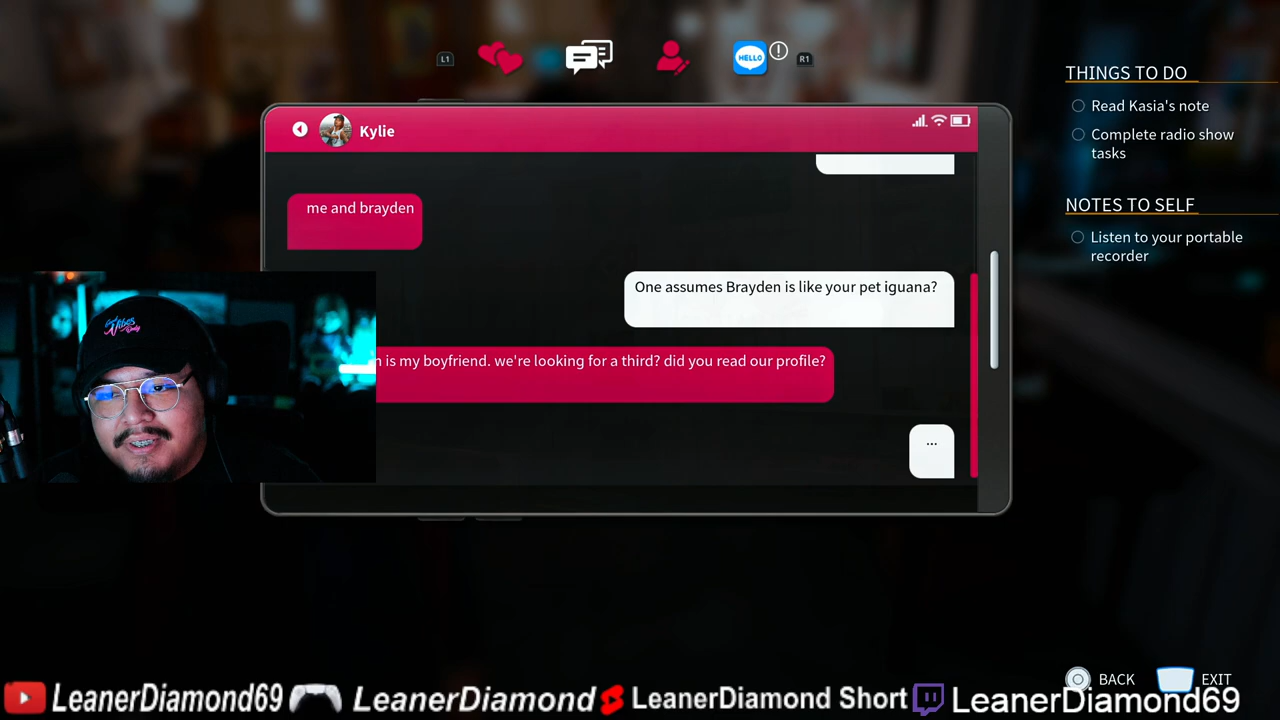 L1
HELLO
R1
THINGS TO DO
Read Kasia's note
Complete radio show
tasks
NOTES TO SELF
Listen to your portable
recorder
Kylie
me and brayden
One assumes Brayden is like your pet iguana?
is my boyfriend. we're looking for a third? did you read our profile?
...
Vibes
BACK
EXIT
LeanerDiamond69
LeanerDiamond
LeanerDiamond Short
LeanerDiamond69